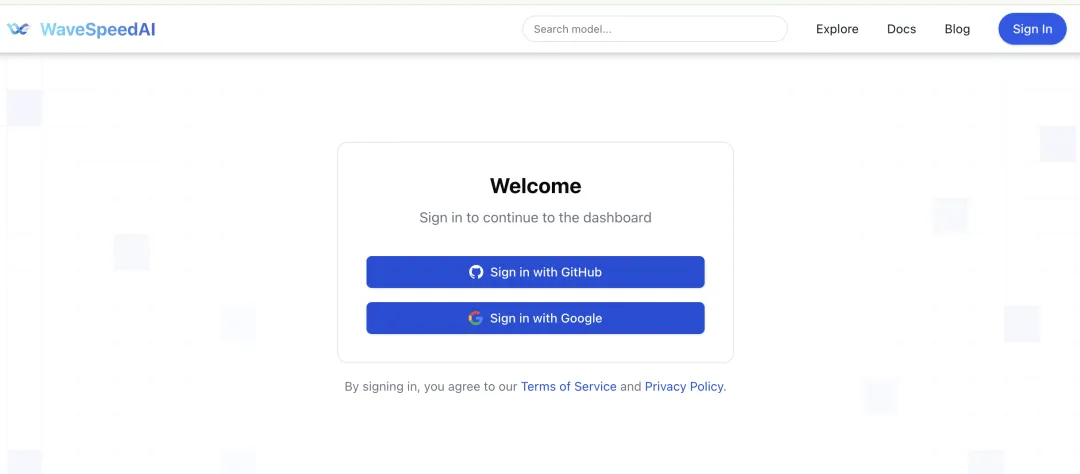 WaveSpeedAI
Search model...
Explore
Docs
Blog
Sign In
Welcome
Sign in to continue to the dashboard
Sign in with GitHub
Sign in with Google
By signing in, you agree to our Terms of Service and Privacy Policy.